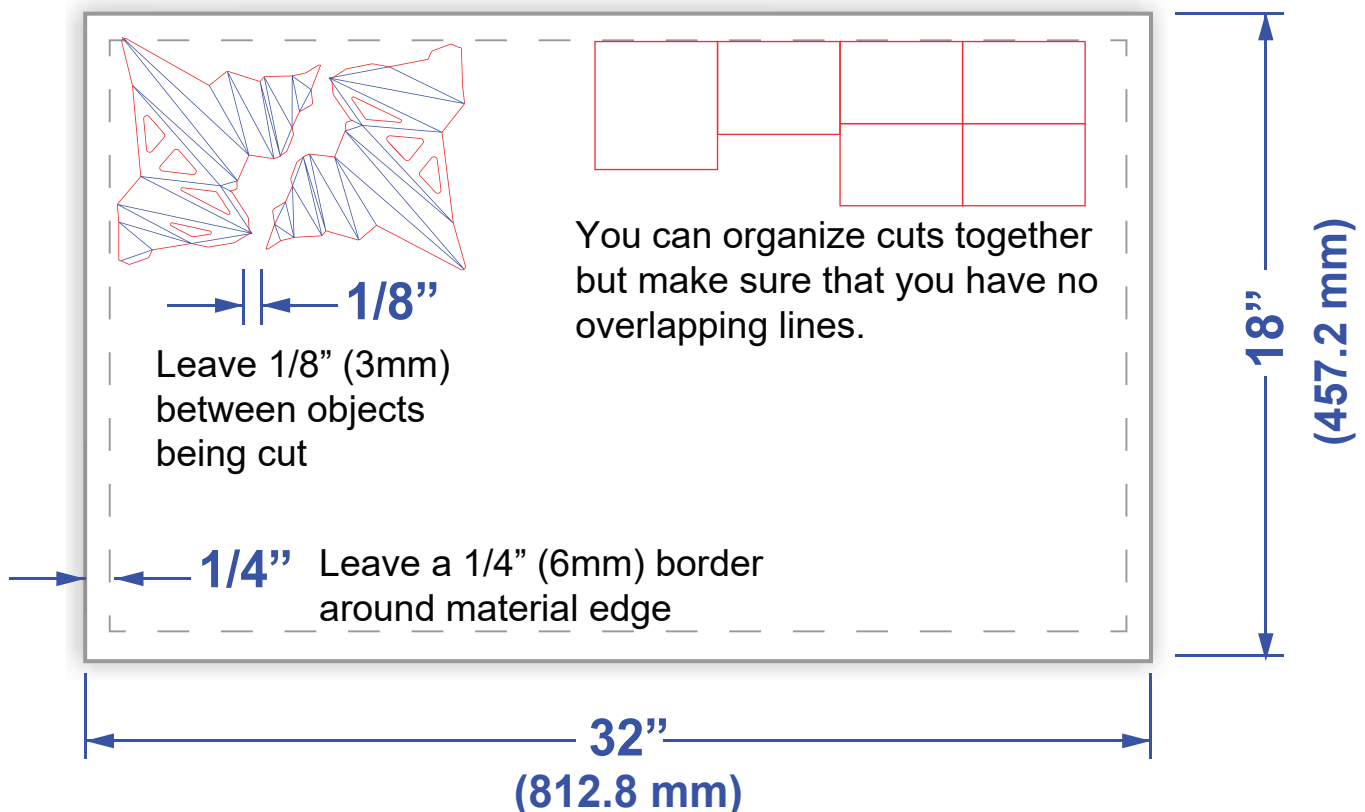 You can organize cuts together
but make sure that you have no
overlapping lines.
1/8”
Leave 1/8” (3mm)
between objects
being cut
18”
(457.2 mm)
1/4”
Leave a 1/4” (6mm) border
around material edge
32”
(812.8 mm)